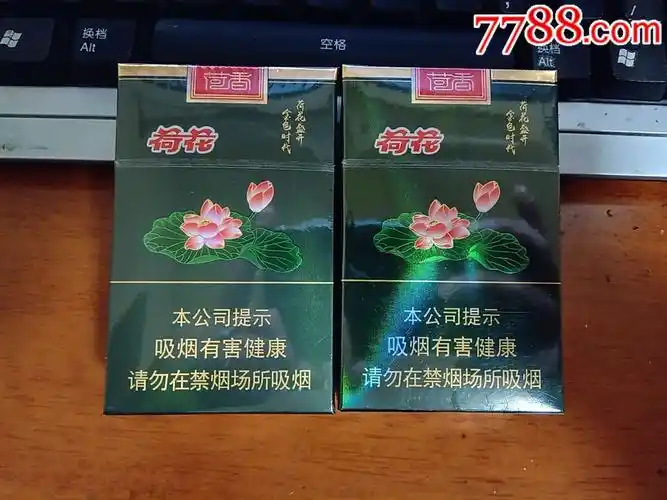 7788.com
换档
Alt
空格
换档
Alt
荷香
荷花
荷花盛开
金色时代
本公司提示
吸烟有害健康
请勿在禁烟场所吸烟
荷香
荷花
荷花盛开
金色时代
本公司提示
吸烟有害健康
请勿在禁烟场所吸烟